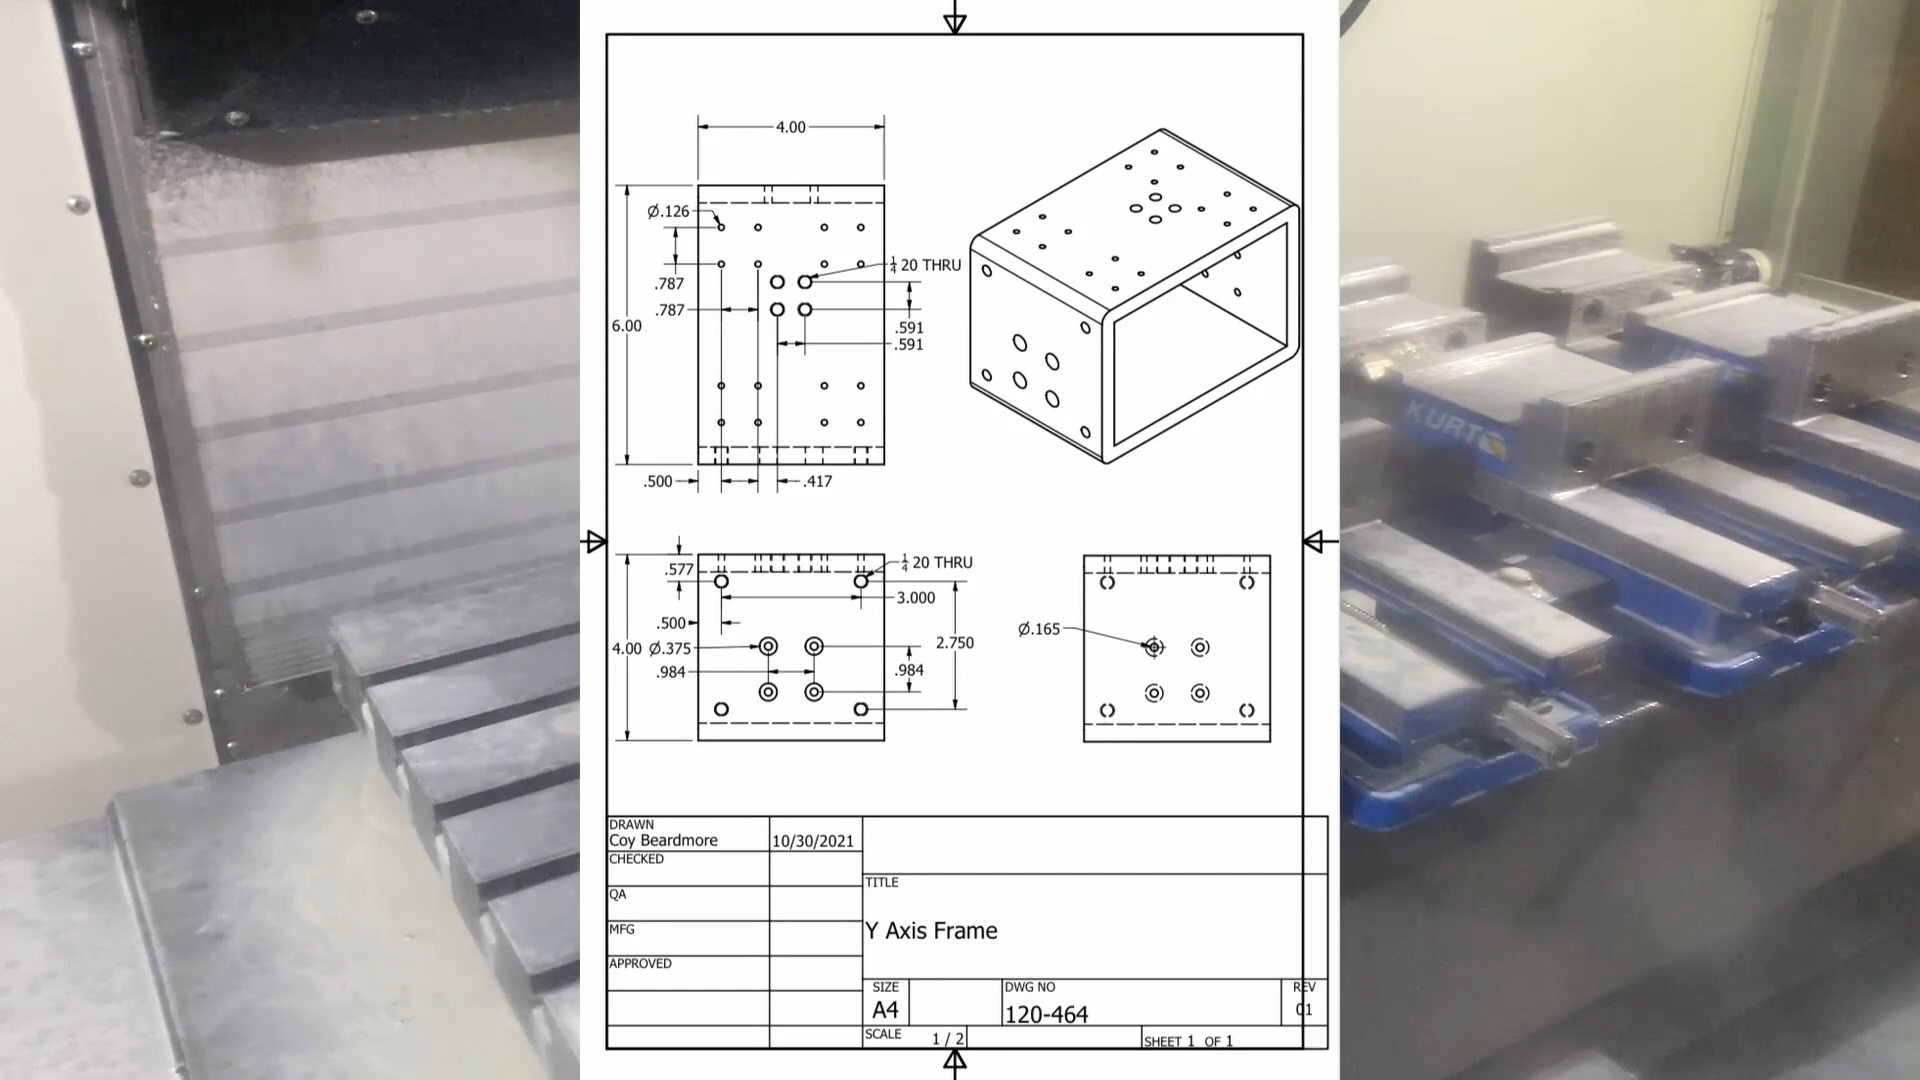 4.00
Ø.126
1/4 20 THRU
.787
.787
6.00
.591
.591
.500
.417
.577
1/4 20 THRU
3.000
.500
4.00
Ø.375
2.750
.984
.984
Ø.165
KURT
DRAWN
Coy Beardmore
10/30/2021
CHECKED
QA
MFG
APPROVED
TITLE
Y Axis Frame
SIZE
A4
DWG NO
120-464
REV
01
SCALE
1 / 2
SHEET 1 OF 1